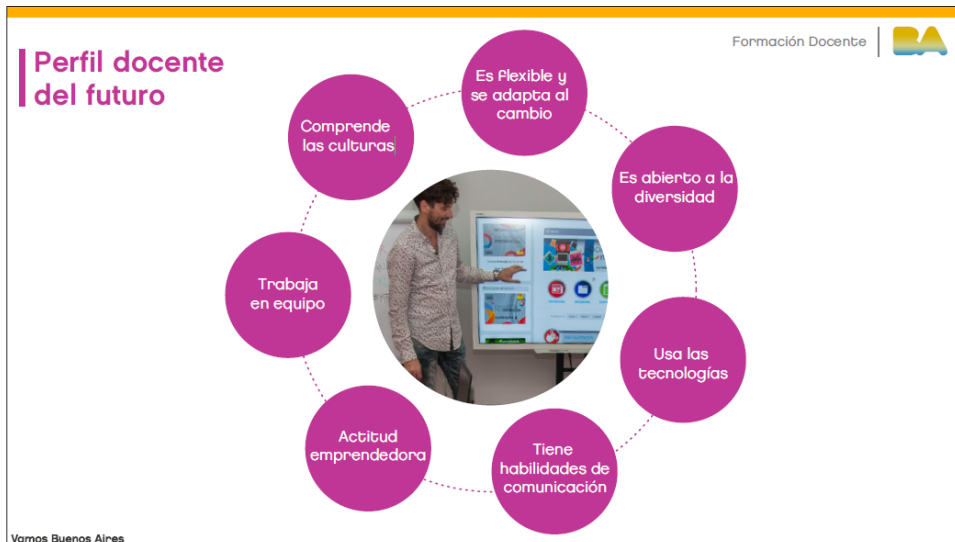 Perfil docente
del futuro
Formación Docente
BA
Es flexible y
se adapta al
cambio
Es abierto a la
diversidad
Usa las
tecnologías
Tiene
habilidades de
comunicación
Actitud
emprendedora
Trabaja
en equipo
Comprende
las culturas
Vamos Buenos Aires